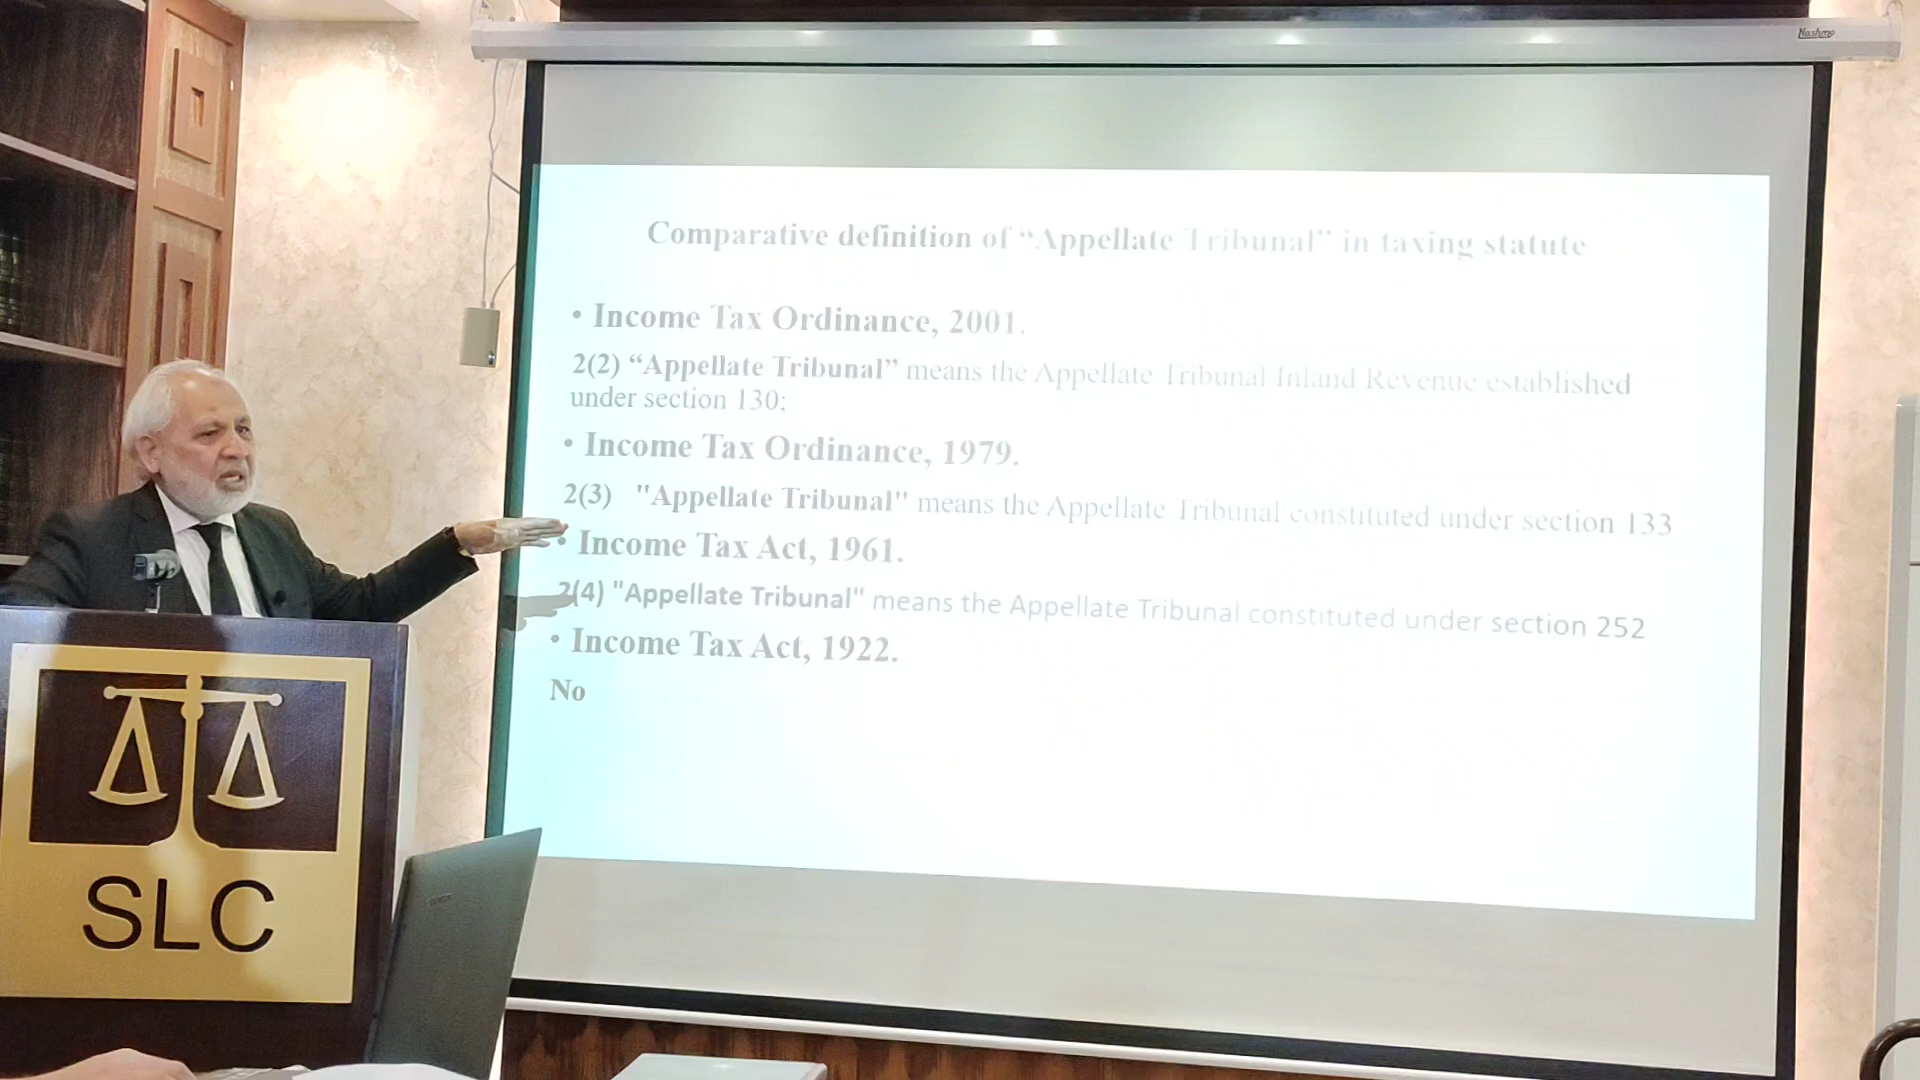 Hashmo
Comparative definition of “Appellate Tribunal” in taxing statute
• Income Tax Ordinance, 2001.
2(2) “Appellate Tribunal” means the Appellate Tribunal Inland Revenue established
under section 130;
• Income Tax Ordinance, 1979.
2(3) "Appellate Tribunal" means the Appellate Tribunal constituted under section 133
• Income Tax Act, 1961.
2(4) "Appellate Tribunal" means the Appellate Tribunal constituted under section 252
• Income Tax Act, 1922.
No
SLC